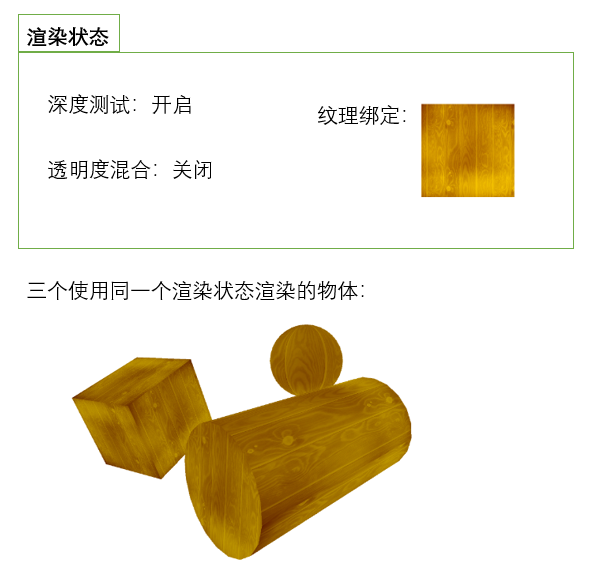 渲染状态
深度测试：开启
纹理绑定：
透明度混合：关闭
三个使用同一个渲染状态渲染的物体：